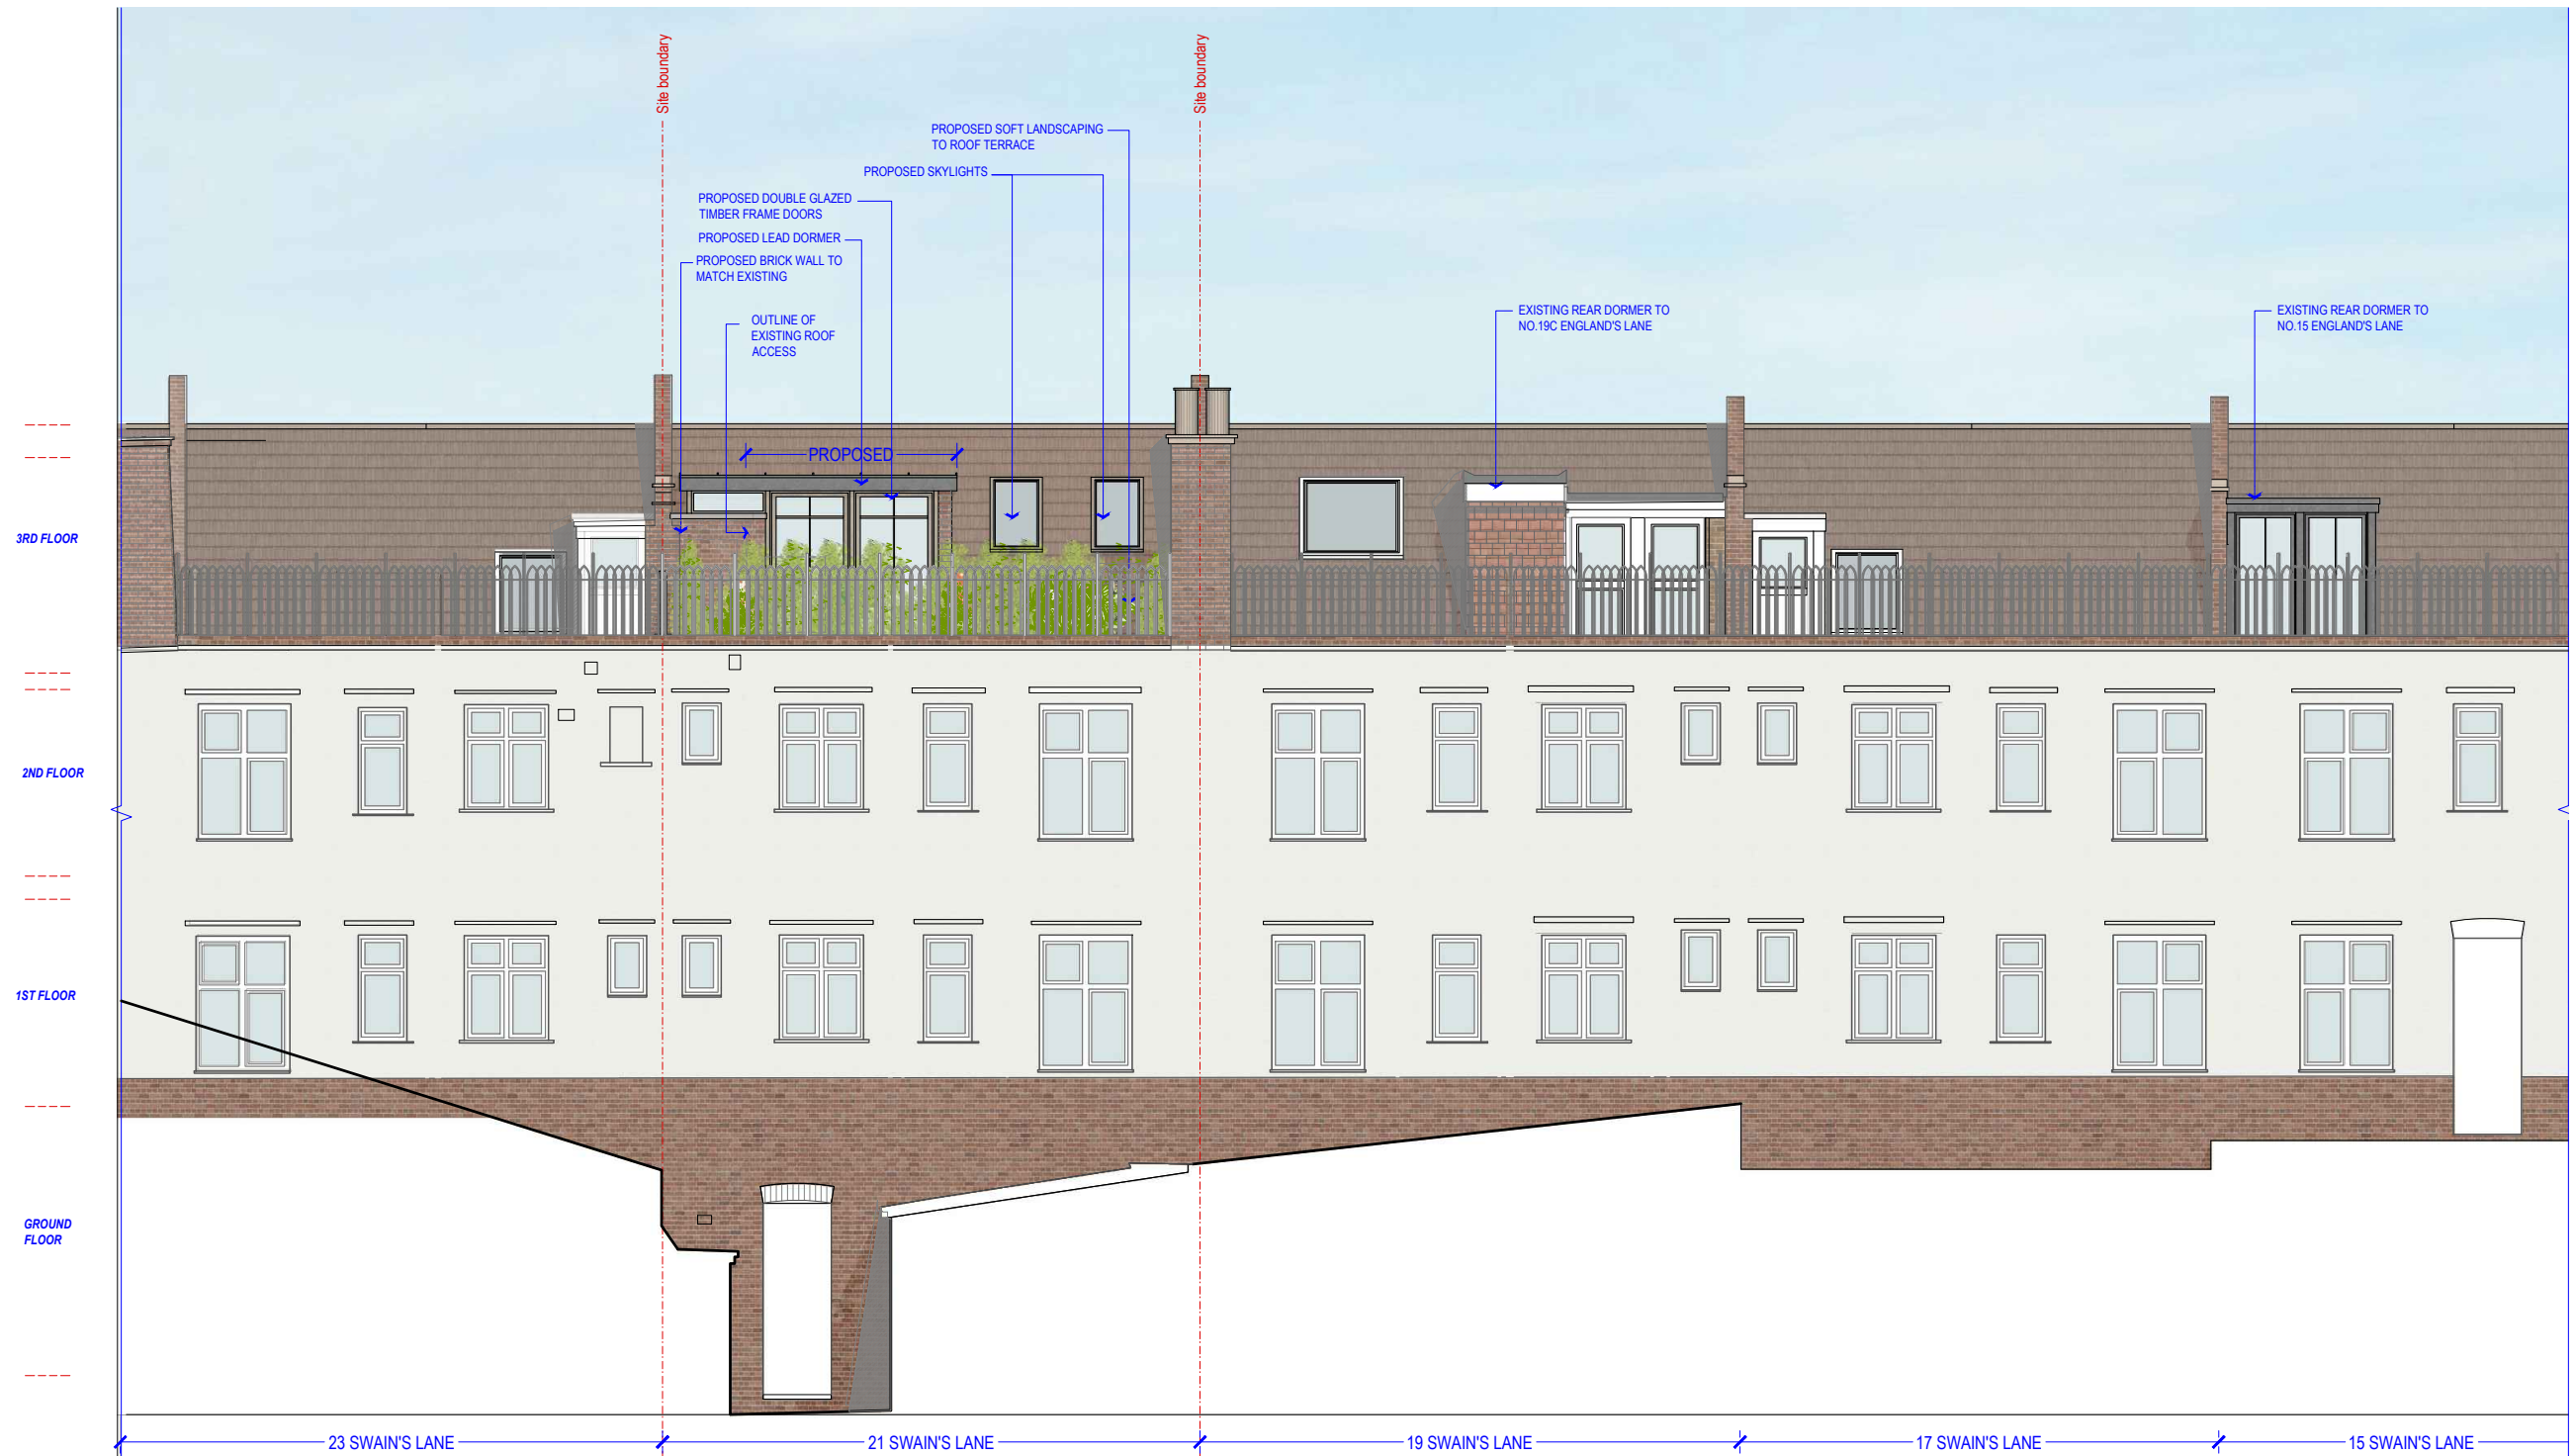 Site boundary
Site boundary
PROPOSED SOFT LANDSCAPING
TO ROOF TERRACE
PROPOSED SKYLIGHTS
PROPOSED DOUBLE GLAZED
TIMBER FRAME DOORS
PROPOSED LEAD DORMER
PROPOSED BRICK WALL TO
MATCH EXISTING
OUTLINE OF
EXISTING ROOF
ACCESS
EXISTING REAR DORMER TO
NO.19C ENGLAND'S LANE
EXISTING REAR DORMER TO
NO.15 ENGLAND'S LANE
PROPOSED
3RD FLOOR
2ND FLOOR
1ST FLOOR
GROUND
FLOOR
23 SWAIN'S LANE
21 SWAIN'S LANE
19 SWAIN'S LANE
17 SWAIN'S LANE
15 SWAIN'S LANE